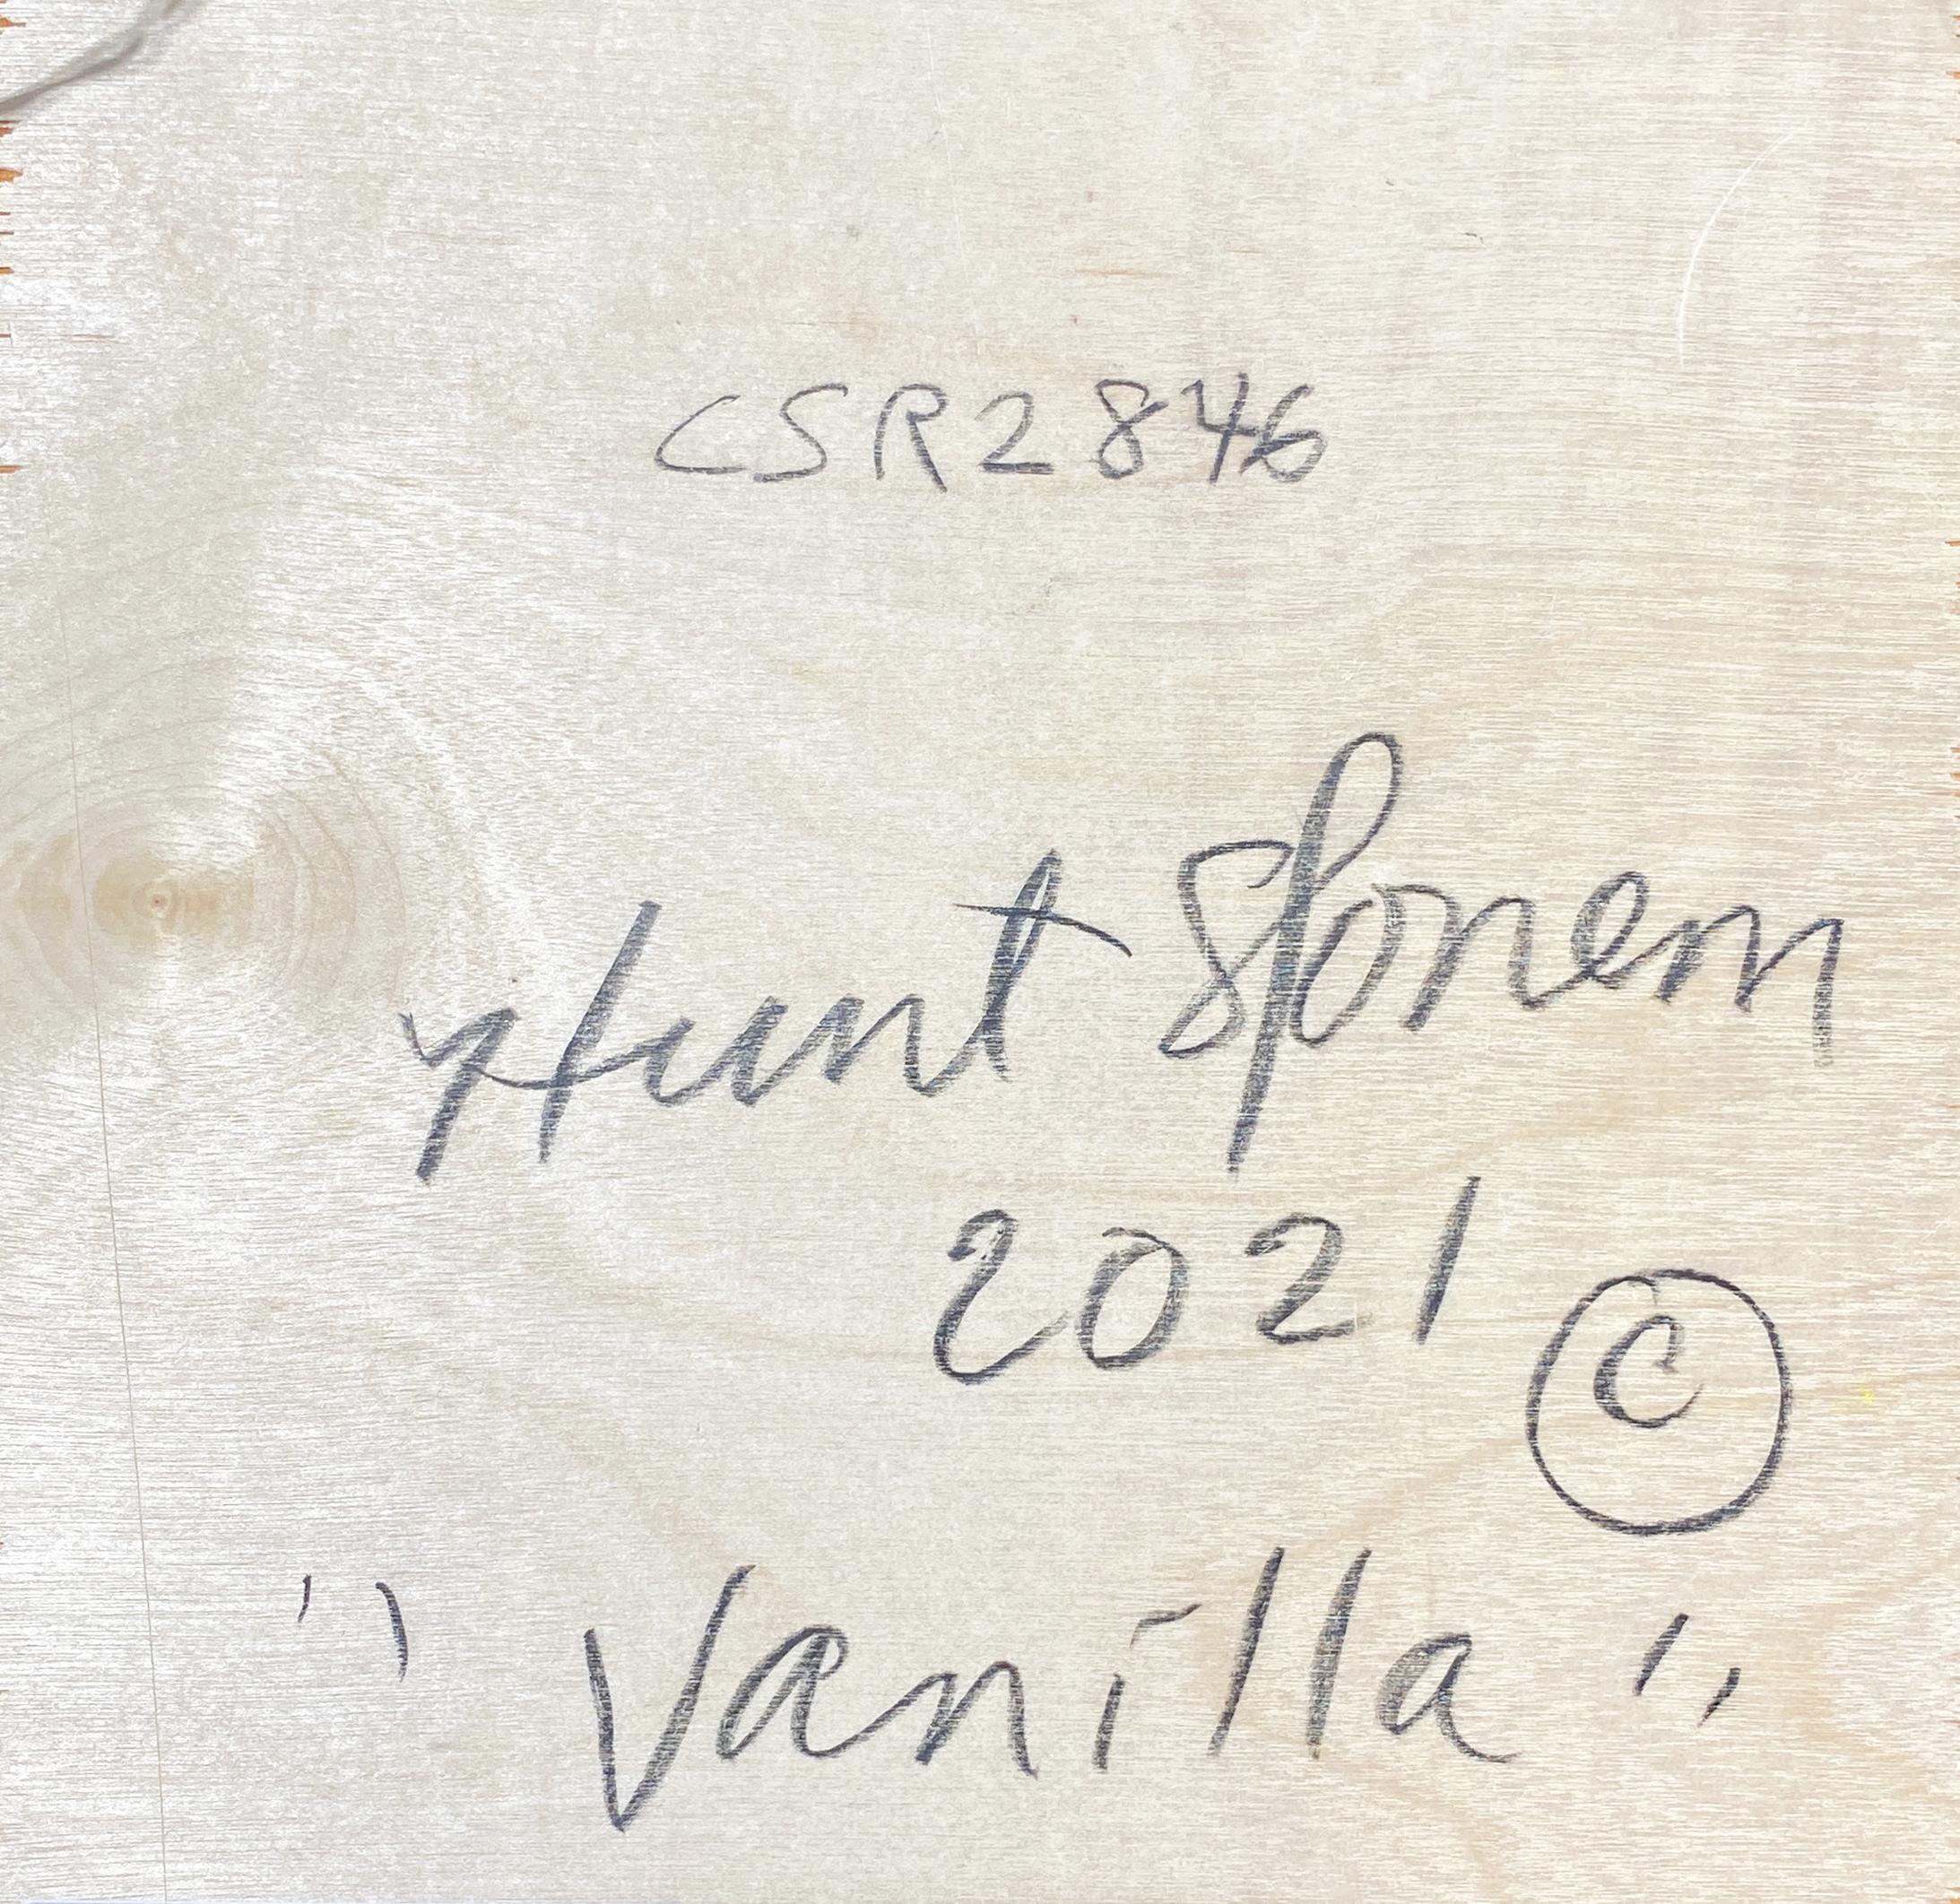 CSR2846
Hunt Slonem
2021
©
"Vanilla"